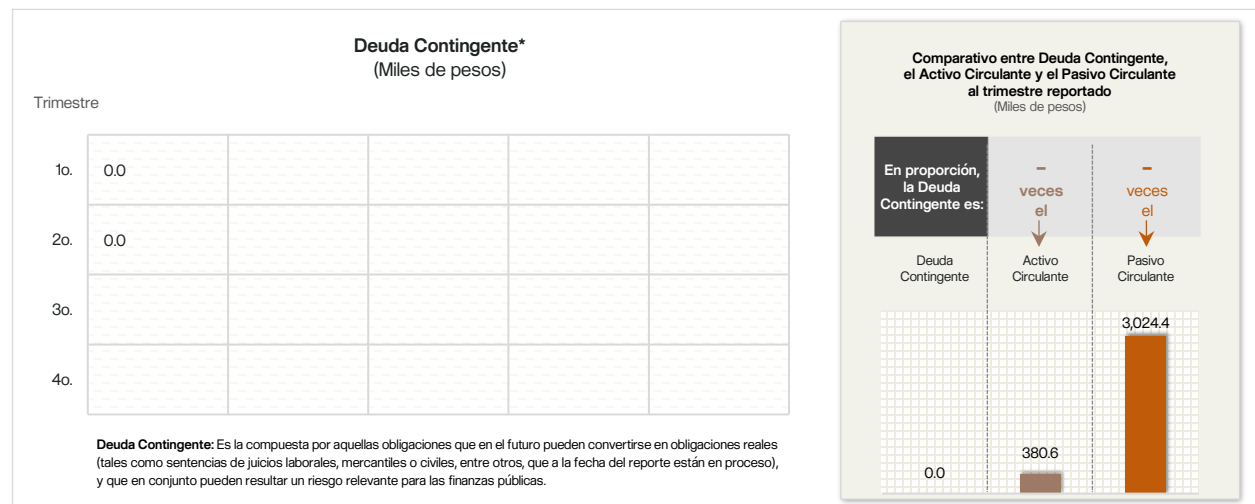 Deuda Contingente*
(Miles de pesos)
Trimestre
1o. 0.0
2o. 0.0
3o.
4o.
Deuda Contingente: Es la compuesta por aquellas obligaciones que en el futuro pueden convertirse en obligaciones reales
(tales como sentencias de juicios laborales, mercantiles o civiles, entre otros, que a la fecha del reporte están en proceso),
y que en conjunto pueden resultar un riesgo relevante para las finanzas públicas.
Comparativo entre Deuda Contingente,
el Activo Circulante y el Pasivo Circulante
al trimestre reportado
(Miles de pesos)
En proporción,
la Deuda
Contingente es:
–
veces
el
–
veces
el
Deuda
Contingente
Activo
Circulante
Pasivo
Circulante
0.0
380.6
3,024.4